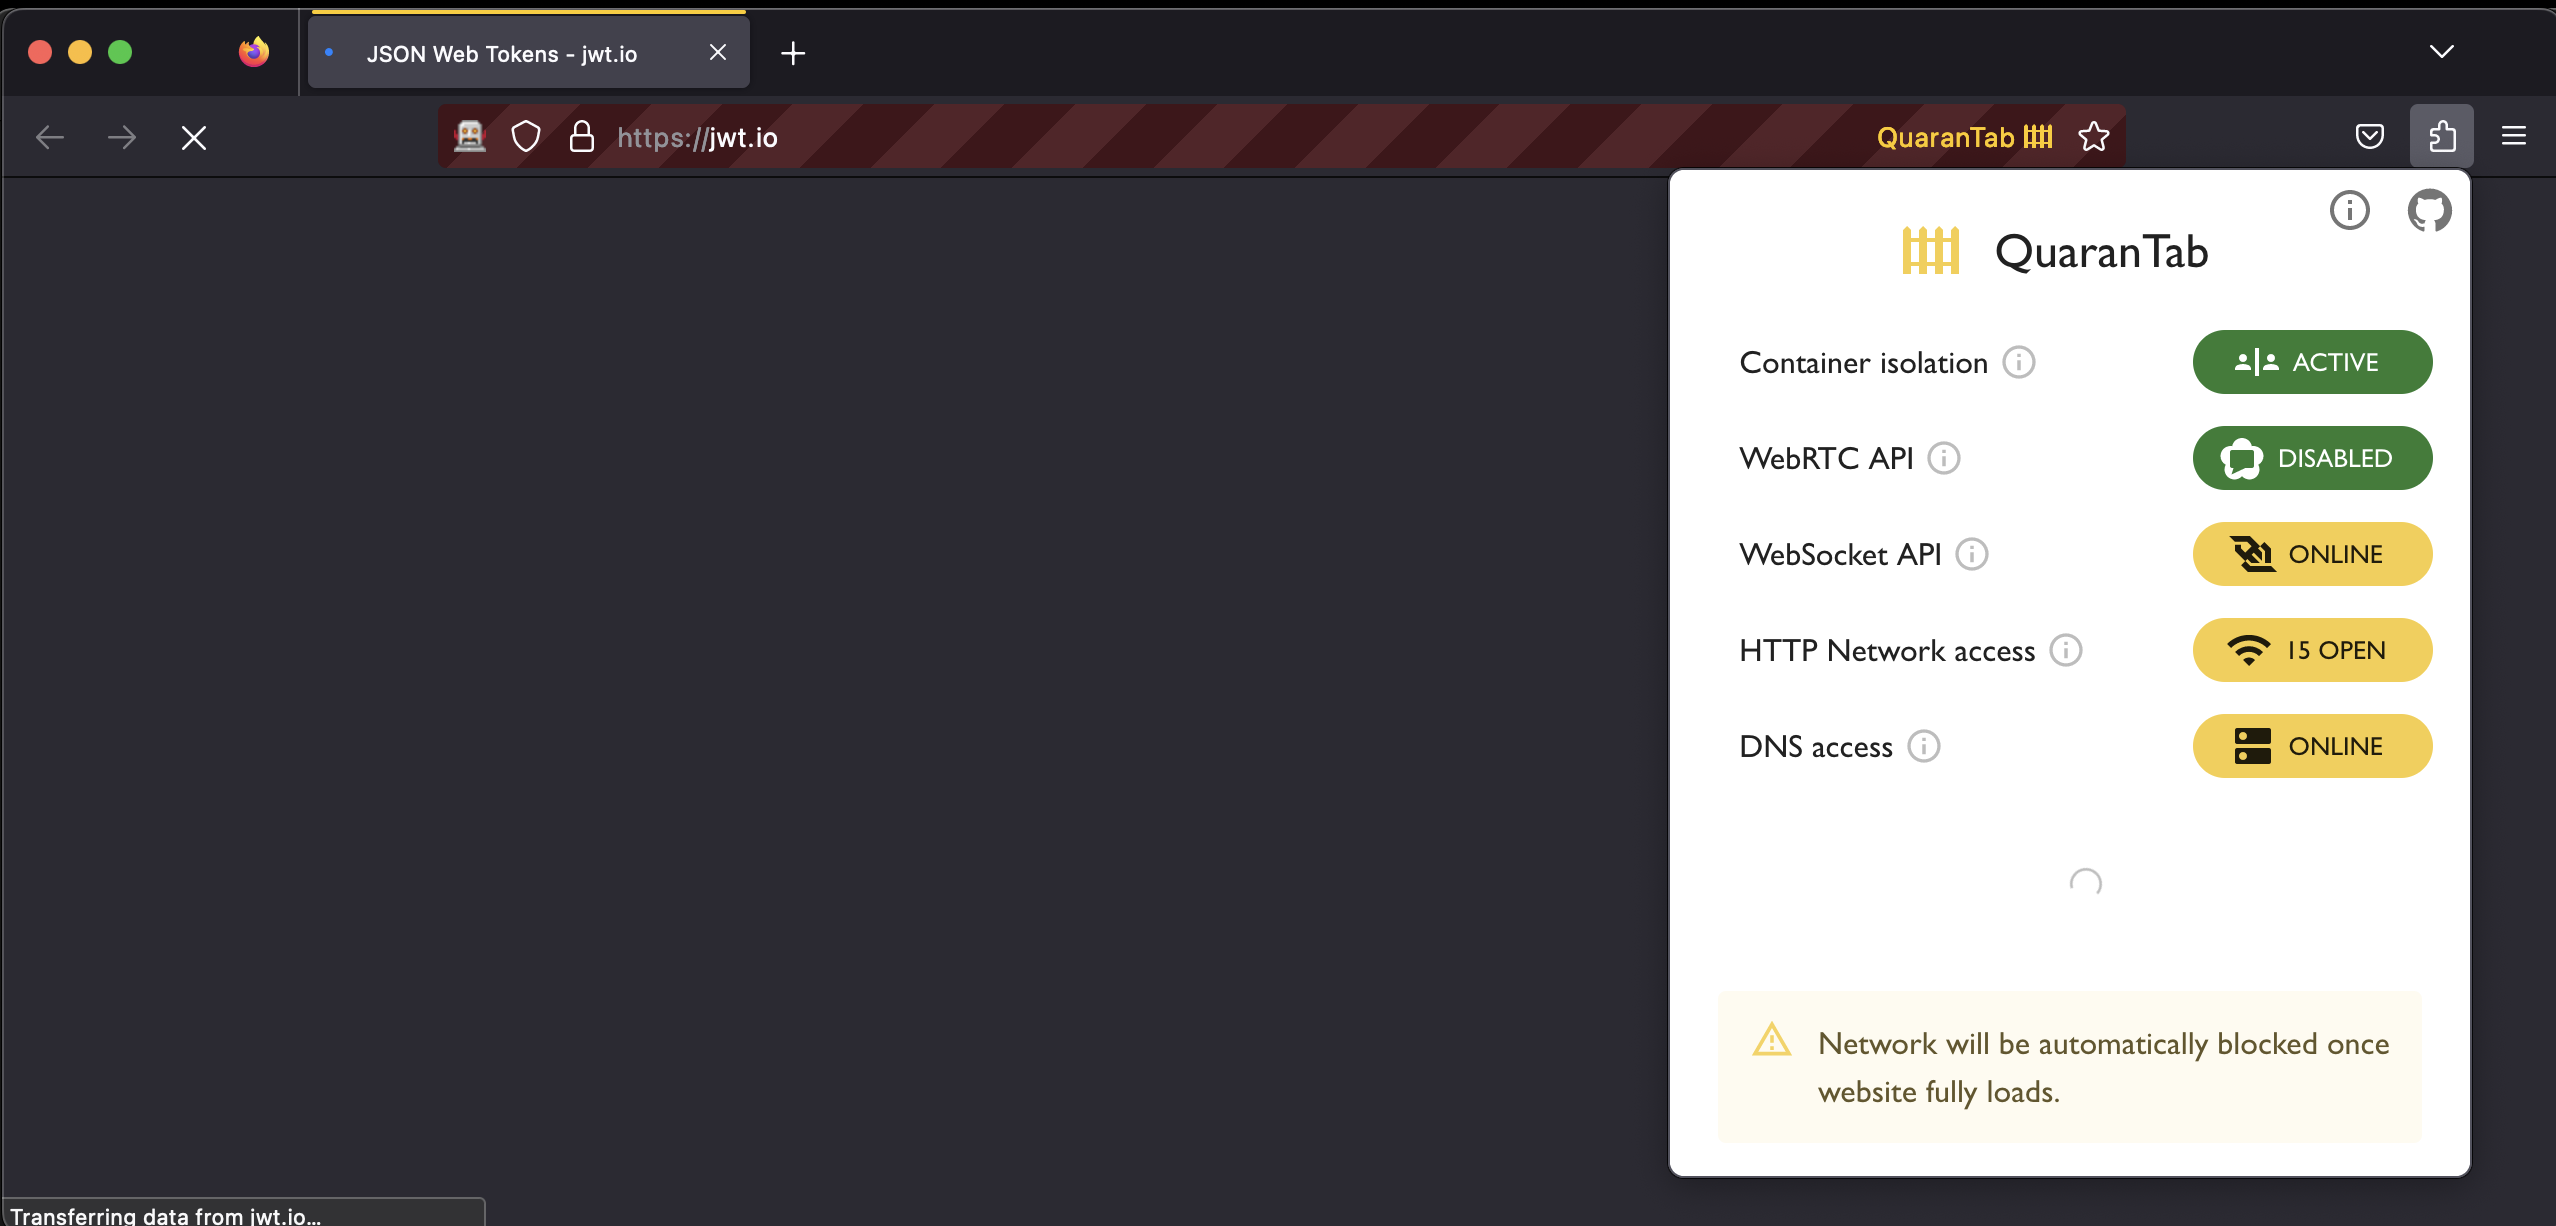 JSON Web Tokens - jwt.io
https://jwt.io
QuaranTab
QuaranTab
Container isolation
ACTIVE
WebRTC API
DISABLED
WebSocket API
ONLINE
HTTP Network access
15 OPEN
DNS access
ONLINE
Network will be automatically blocked once
website fully loads.
Transferring data from jwt.io...